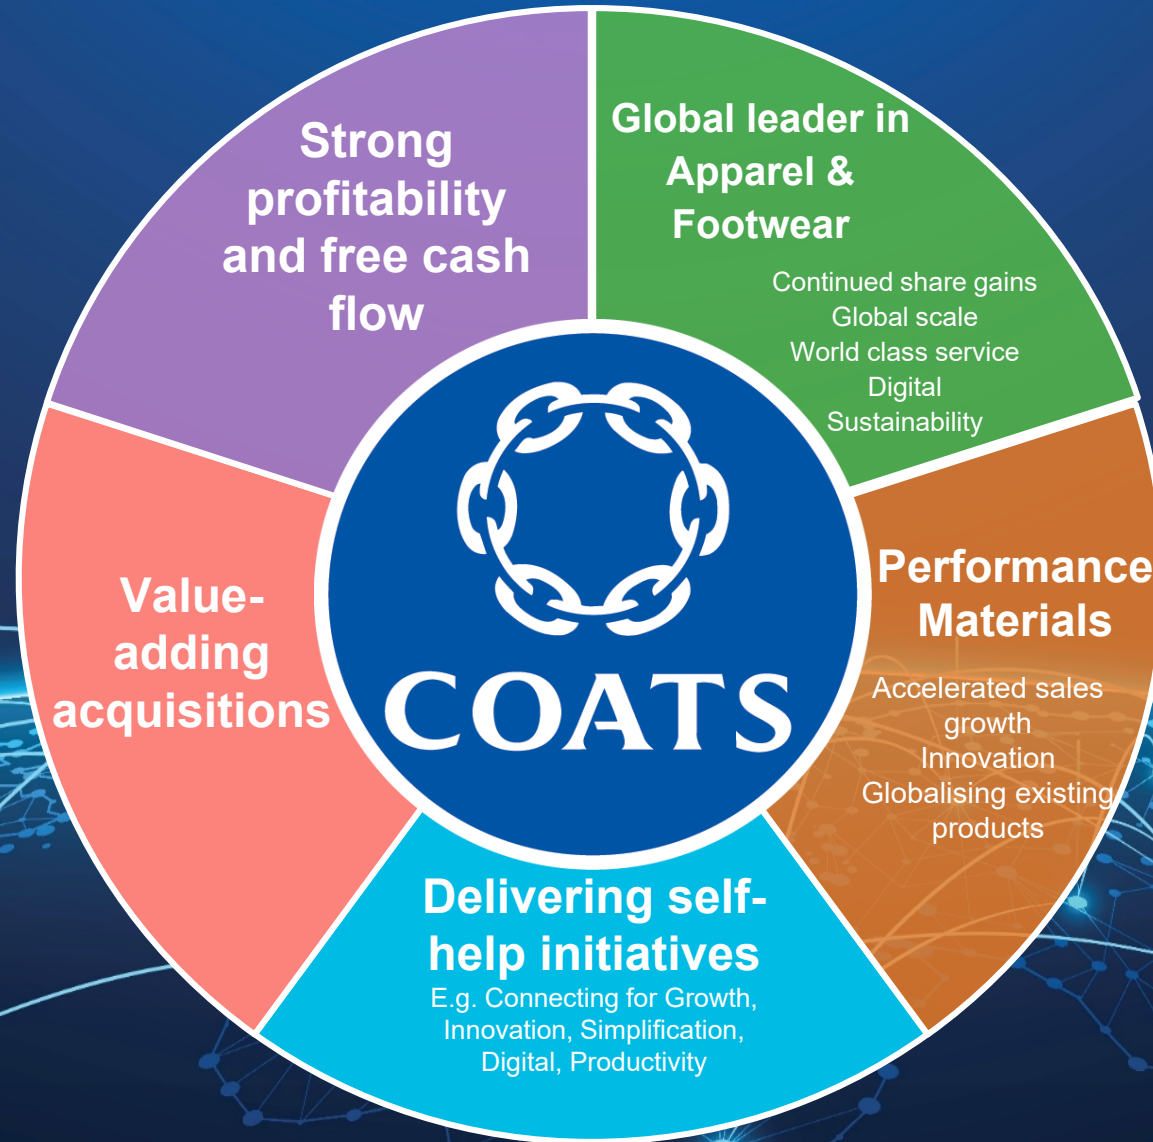 Strong
profitability
and free cash
flow
Global leader in
Apparel &
Footwear
Continued share gains
Global scale
World class service
Digital
Sustainability
Performance
Materials
Accelerated sales
growth
Innovation
Globalising existing
products
Delivering self-
help initiatives
E.g. Connecting for Growth,
Innovation, Simplification,
Digital, Productivity
Value-
adding
acquisitions
COATS